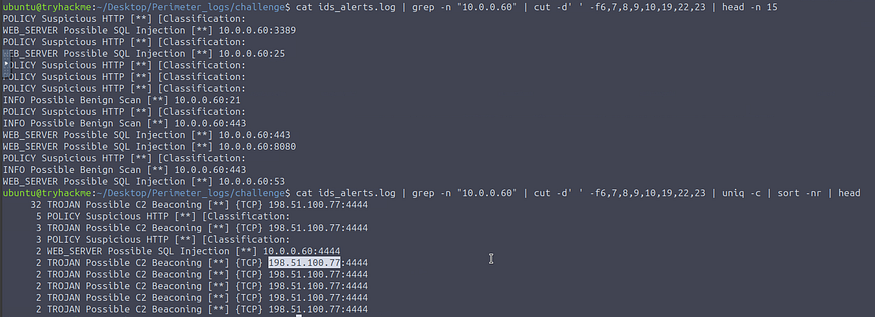 ubuntu@tryhackme:~/Desktop/Perimeter_logs/challenge$ cat ids_alerts.log | grep -n "10.0.0.60" | cut -d' ' -f6,7,8,9,10,19,22,23 | head -n 15
POLICY Suspicious HTTP [**] [Classification:
WEB_SERVER Possible SQL Injection [**] 10.0.0.60:3389
POLICY Suspicious HTTP [**] [Classification:
WEB_SERVER Possible SQL Injection [**] 10.0.0.60:25
POLICY Suspicious HTTP [**] [Classification:
POLICY Suspicious HTTP [**] [Classification:
POLICY Suspicious HTTP [**] [Classification:
INFO Possible Benign Scan [**] 10.0.0.60:21
POLICY Suspicious HTTP [**] [Classification:
INFO Possible Benign Scan [**] 10.0.0.60:443
WEB_SERVER Possible SQL Injection [**] 10.0.0.60:443
WEB_SERVER Possible SQL Injection [**] 10.0.0.60:8080
POLICY Suspicious HTTP [**] [Classification:
INFO Possible Benign Scan [**] 10.0.0.60:443
WEB_SERVER Possible SQL Injection [**] 10.0.0.60:53
ubuntu@tryhackme:~/Desktop/Perimeter_logs/challenge$ cat ids_alerts.log | grep -n "10.0.0.60" | cut -d' ' -f6,7,8,9,10,19,22,23 | uniq -c | sort -nr | head
32 TROJAN Possible C2 Beaconing [**] {TCP} 198.51.100.77:4444
5 POLICY Suspicious HTTP [**] [Classification:
3 TROJAN Possible C2 Beaconing [**] {TCP} 198.51.100.77:4444
3 POLICY Suspicious HTTP [**] [Classification:
2 WEB_SERVER Possible SQL Injection [**] 10.0.0.60:4444
2 TROJAN Possible C2 Beaconing [**] {TCP} 198.51.100.77:4444
2 TROJAN Possible C2 Beaconing [**] {TCP} 198.51.100.77:4444
2 TROJAN Possible C2 Beaconing [**] {TCP} 198.51.100.77:4444
2 TROJAN Possible C2 Beaconing [**] {TCP} 198.51.100.77:4444
2 TROJAN Possible C2 Beaconing [**] {TCP} 198.51.100.77:4444